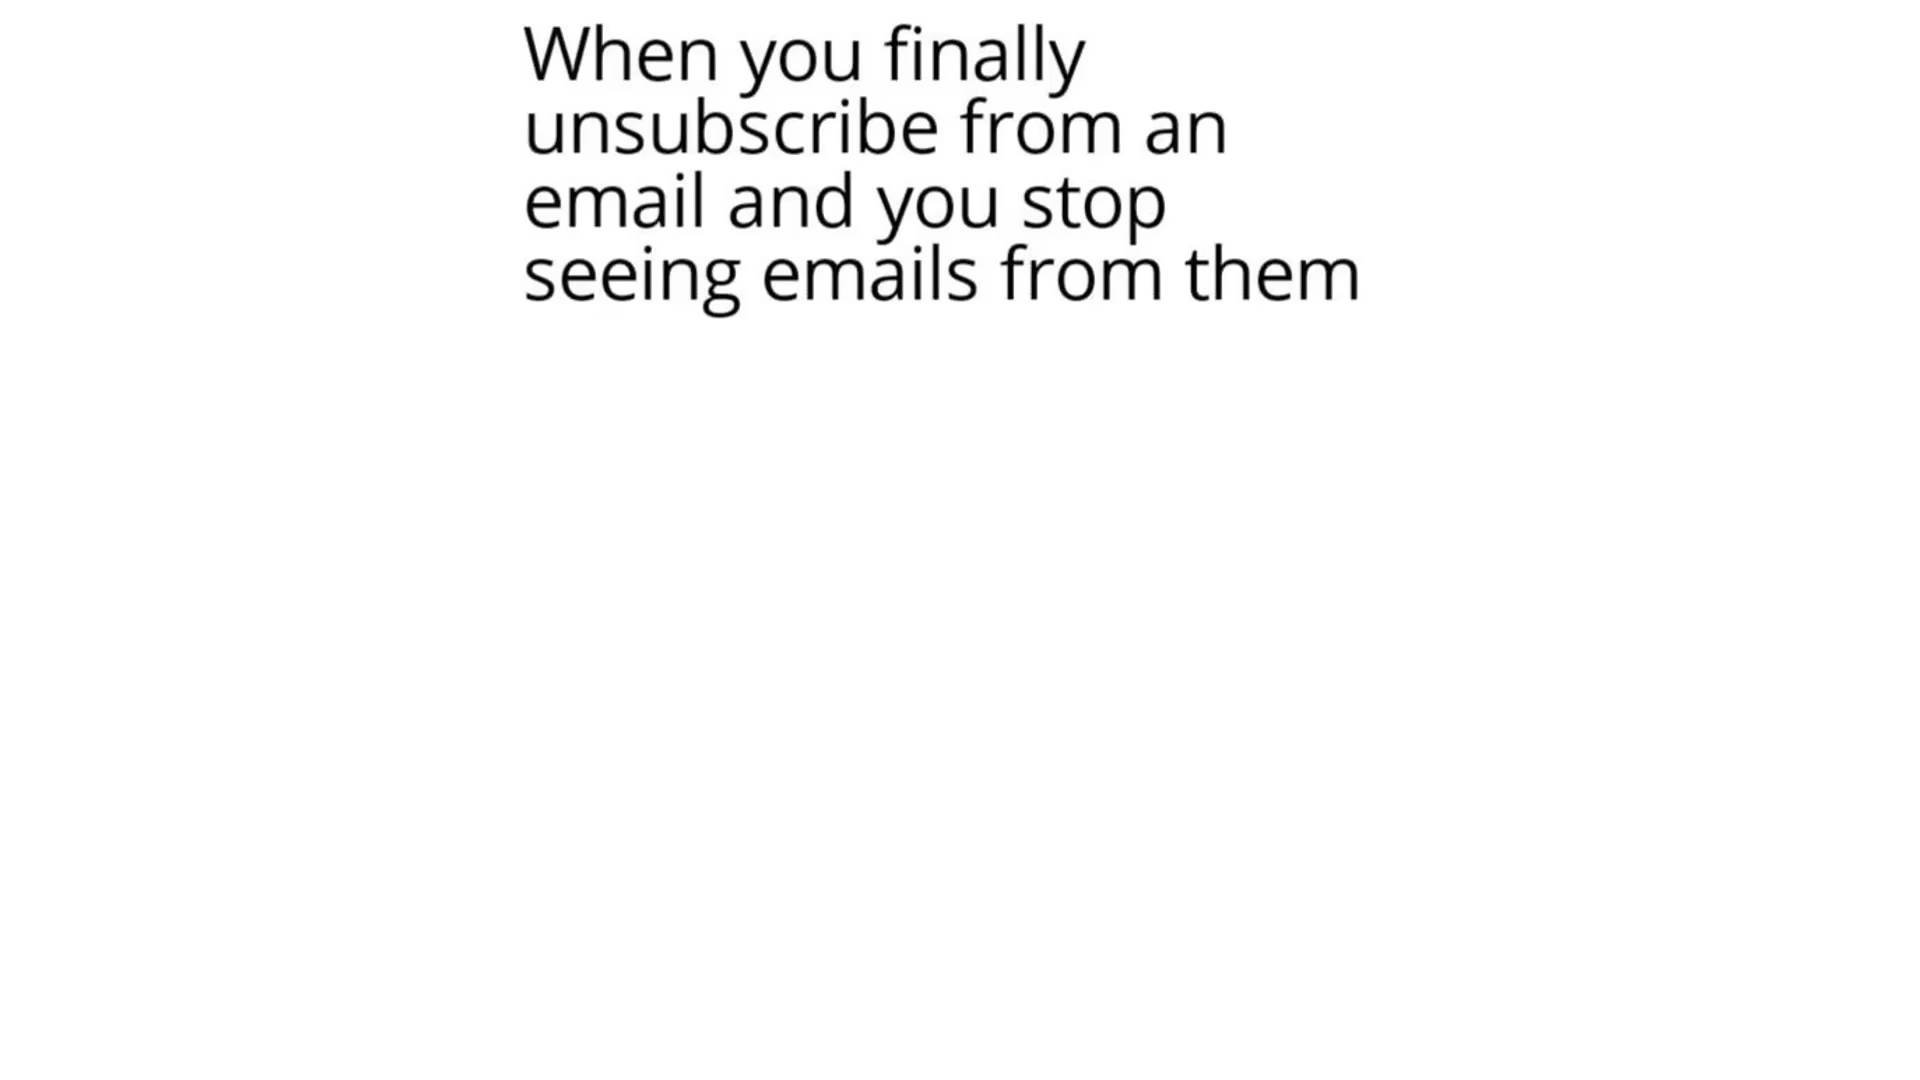 When you finally
unsubscribe from an
email and you stop
seeing emails from them